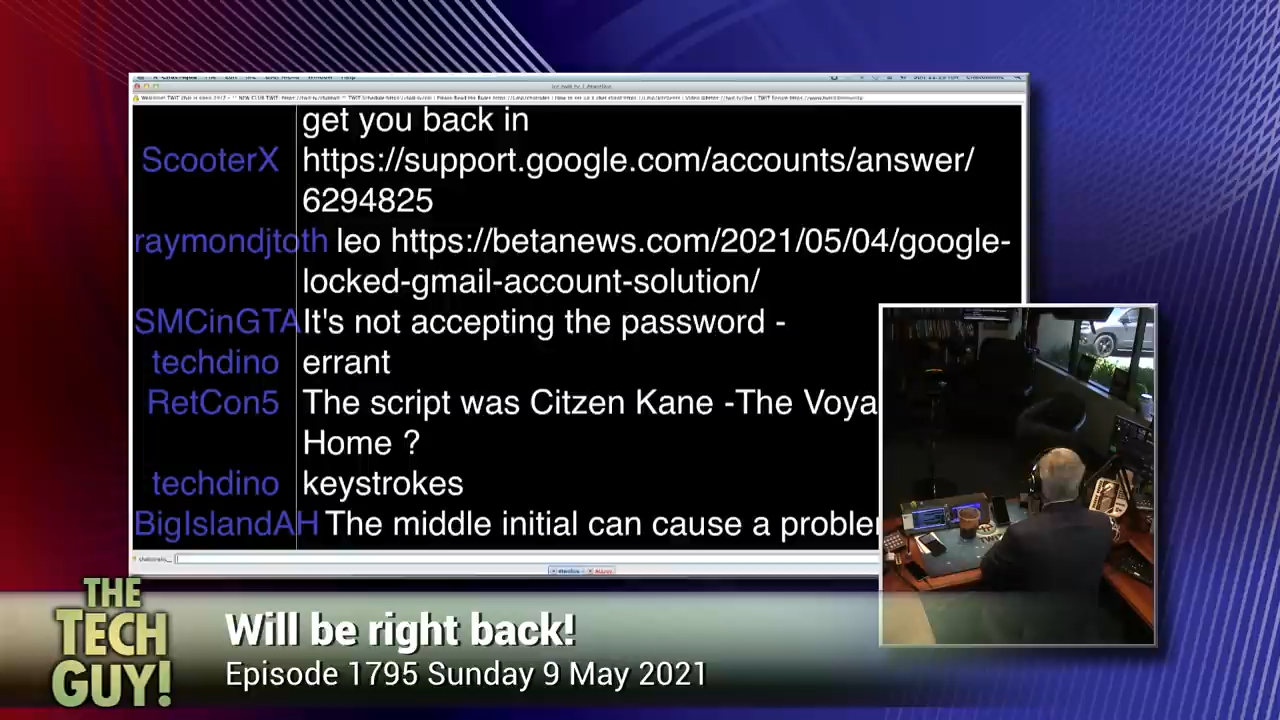 get you back in
ScooterX https://support.google.com/accounts/answer/
6294825
raymondjtoth leo https://betanews.com/2021/05/04/google-
locked-gmail-account-solution/
SMCinGTA It's not accepting the password -
techdino errant
RetCon5 The script was Citzen Kane -The Voya
Home ?
techdino keystrokes
BigIslandAH The middle initial can cause a proble
THE
TECH
GUY!
Will be right back!
Episode 1795 Sunday 9 May 2021